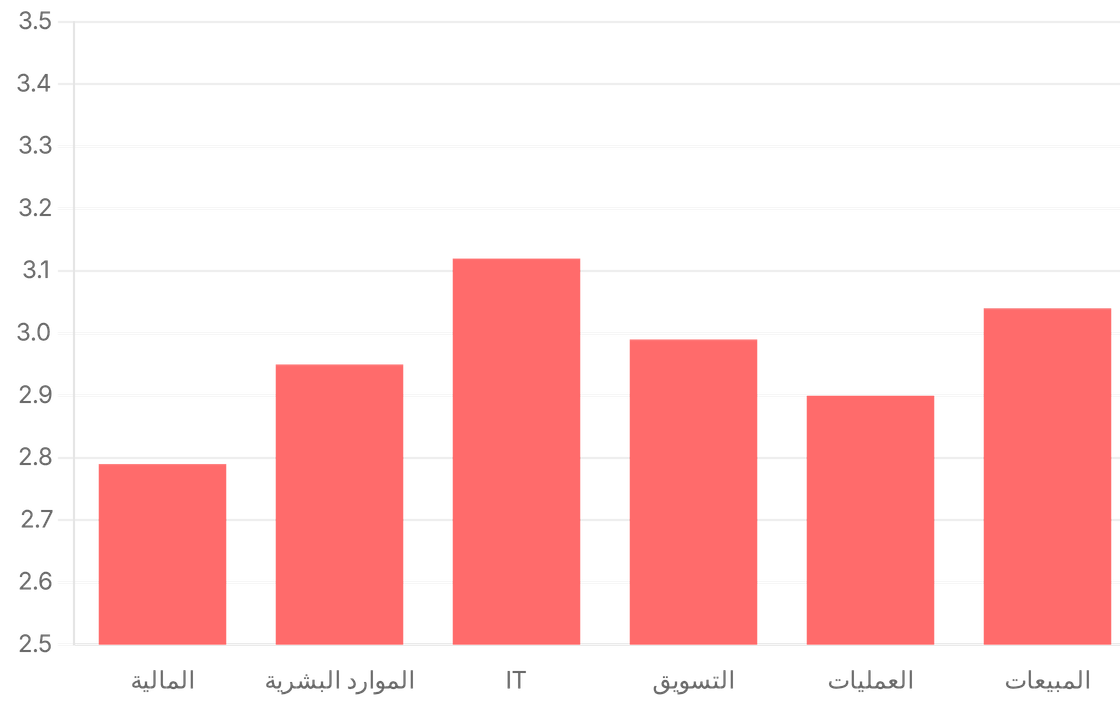 3.5
3.4
3.3
3.2
3.1
3.0
2.9
2.8
2.7
2.6
2.5
المالية
الموارد البشرية
IT
التسويق
العمليات
المبيعات